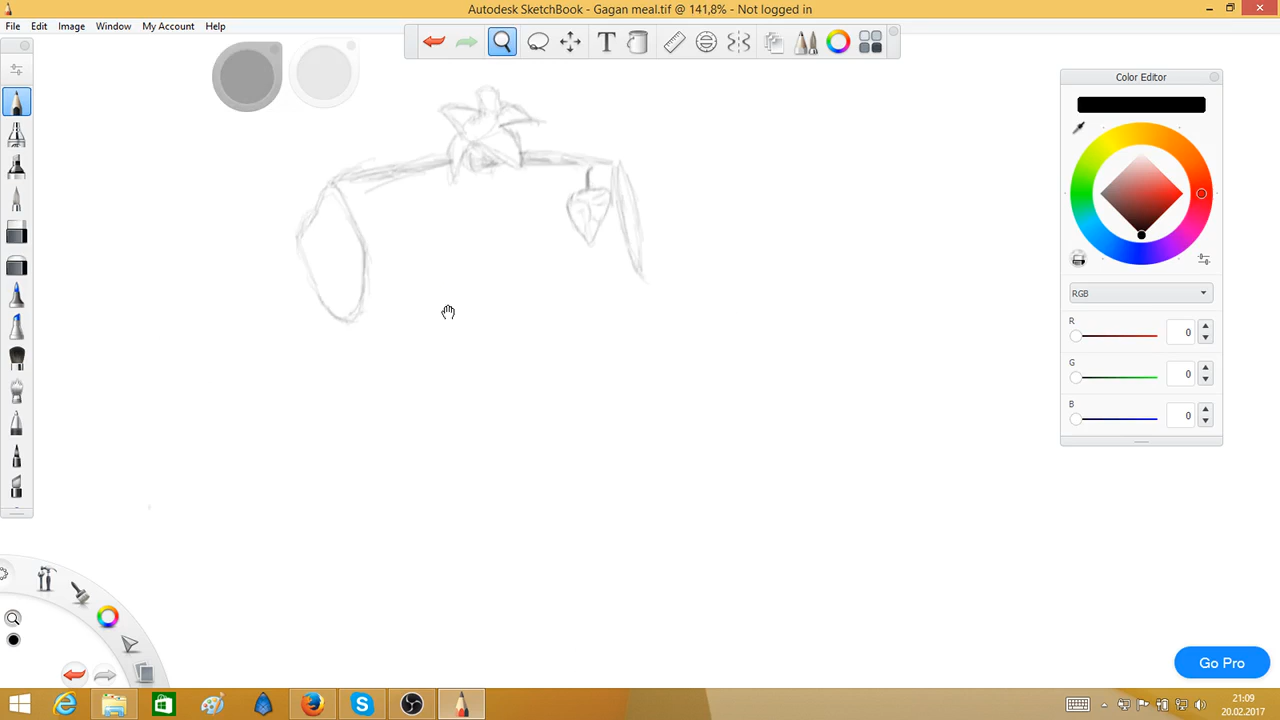 Autodesk SketchBook - Gagan meal.tif @ 141,8% - Not logged in
File Edit Image Window My Account Help
Color Editor
RGB
R 0
G 0
B 0
Go Pro
21:09
20.02.2017